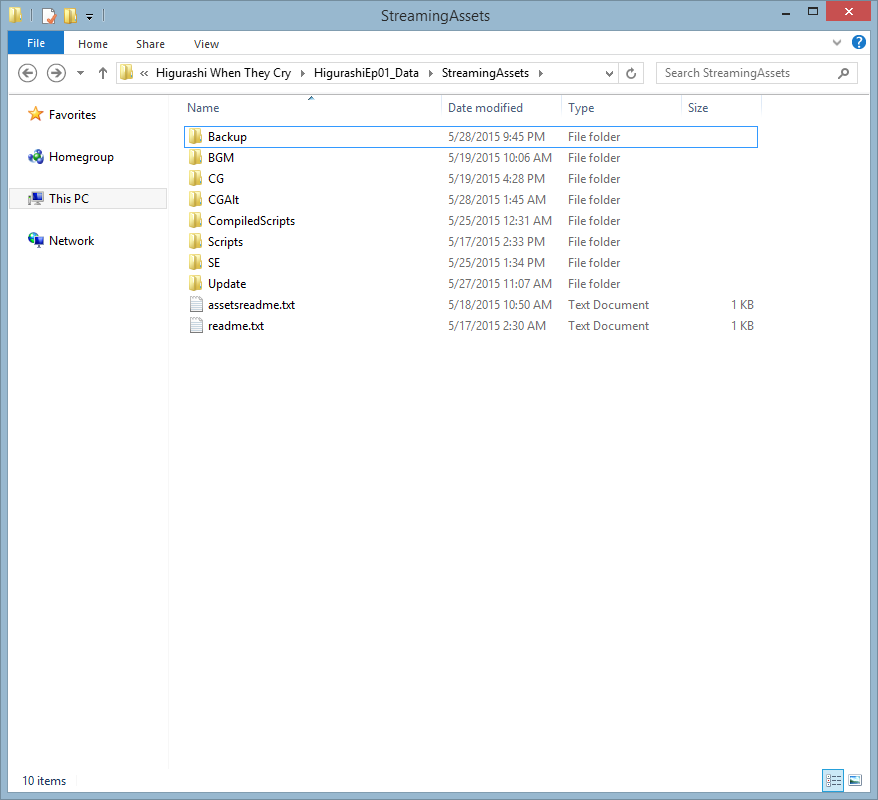 StreamingAssets
File Home Share View
« Higurashi When They Cry HigurashiEp01_Data StreamingAssets Search StreamingAssets
Name Date modified Type Size
Favorites
Homegroup
This PC
Network
Backup 5/28/2015 9:45 PM File folder
BGM 5/19/2015 10:06 AM File folder
CG 5/19/2015 4:28 PM File folder
CGAlt 5/28/2015 1:45 AM File folder
CompiledScripts 5/25/2015 12:31 AM File folder
Scripts 5/17/2015 2:33 PM File folder
SE 5/25/2015 1:34 PM File folder
Update 5/27/2015 11:07 AM File folder
assetsreadme.txt 5/18/2015 10:50 AM Text Document 1 KB
readme.txt 5/17/2015 2:30 AM Text Document 1 KB
10 items